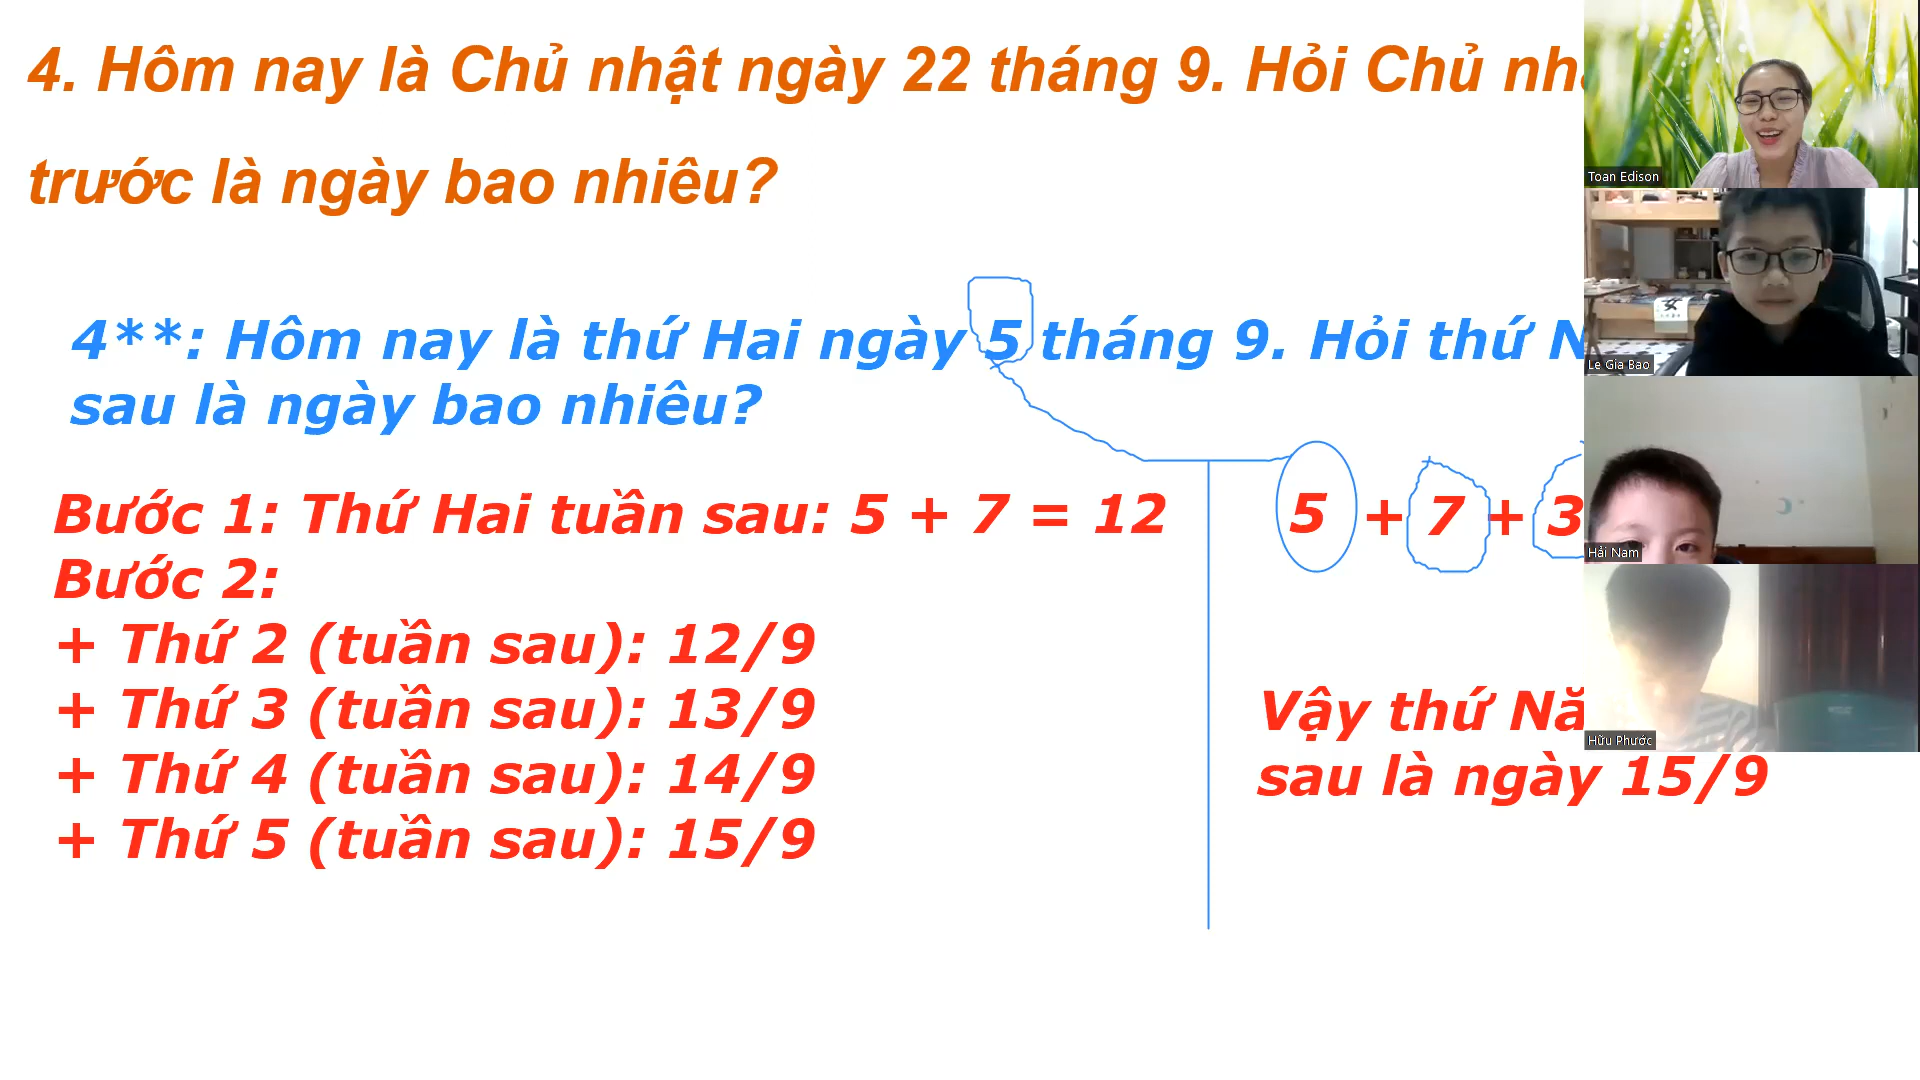 4. Hôm nay là Chủ nhật ngày 22 tháng 9. Hỏi Chủ
trước là ngày bao nhiêu?
4**: Hôm nay là thứ Hai ngày 5 tháng 9. Hỏi thứ
sau là ngày bao nhiêu?
Bước 1: Thứ Hai tuần sau: 5 + 7 = 12
Bước 2:
+ Thứ 2 (tuần sau): 12/9
+ Thứ 3 (tuần sau): 13/9
+ Thứ 4 (tuần sau): 14/9
+ Thứ 5 (tuần sau): 15/9
5 + 7 + 3
Vậy thứ
sau là ngày 15/9
Toan Edison
Le Gia Bao
Hải Nam
Hữu Phước